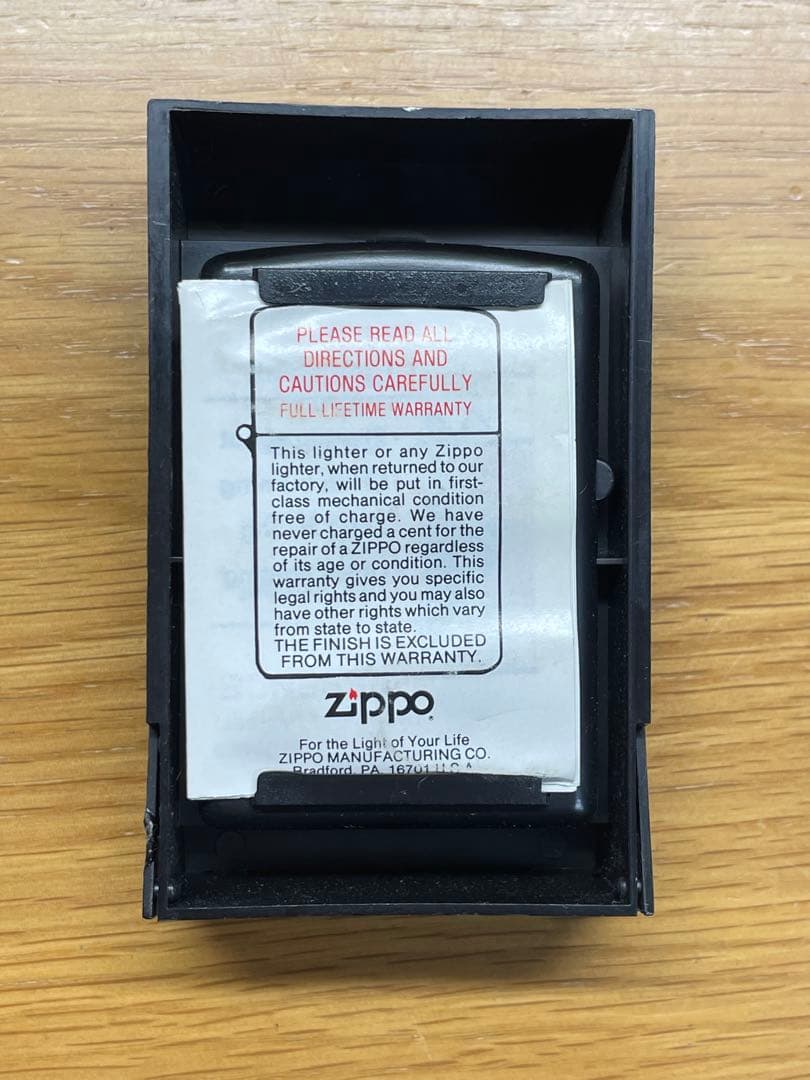 PLEASE READ ALL
DIRECTIONS AND
CAUTIONS CAREFULLY
FULL LIFETIME WARRANTY
This lighter or any Zippo
lighter, when returned to our
factory, will be put in first-
class mechanical condition
free of charge. We have
never charged a cent for the
repair of a ZIPPO regardless
of its age or condition. This
warranty gives you specific
legal rights and you may also
have other rights which vary
from state to state.
THE FINISH IS EXCLUDED
FROM THIS WARRANTY.
zippo
For the Light of Your Life
ZIPPO MANUFACTURING CO.
Bradford, PA 16701 U.S.A.